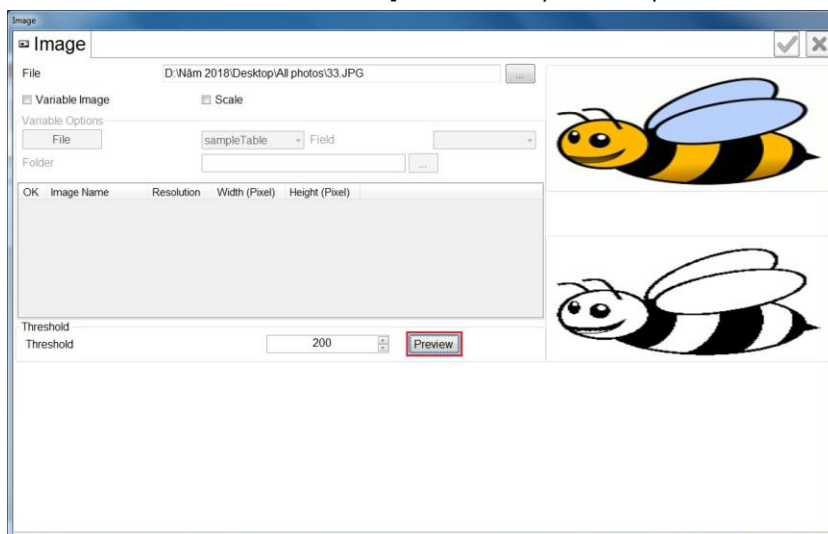 Image
Image
File D:\Năm 2018\Desktop\All photos\33.JPG ...
Variable Image Scale
Variable Options
File sampleTable Field
Folder ...
OK Image Name Resolution Width (Pixel) Height (Pixel)
Threshold
Threshold 200 Preview